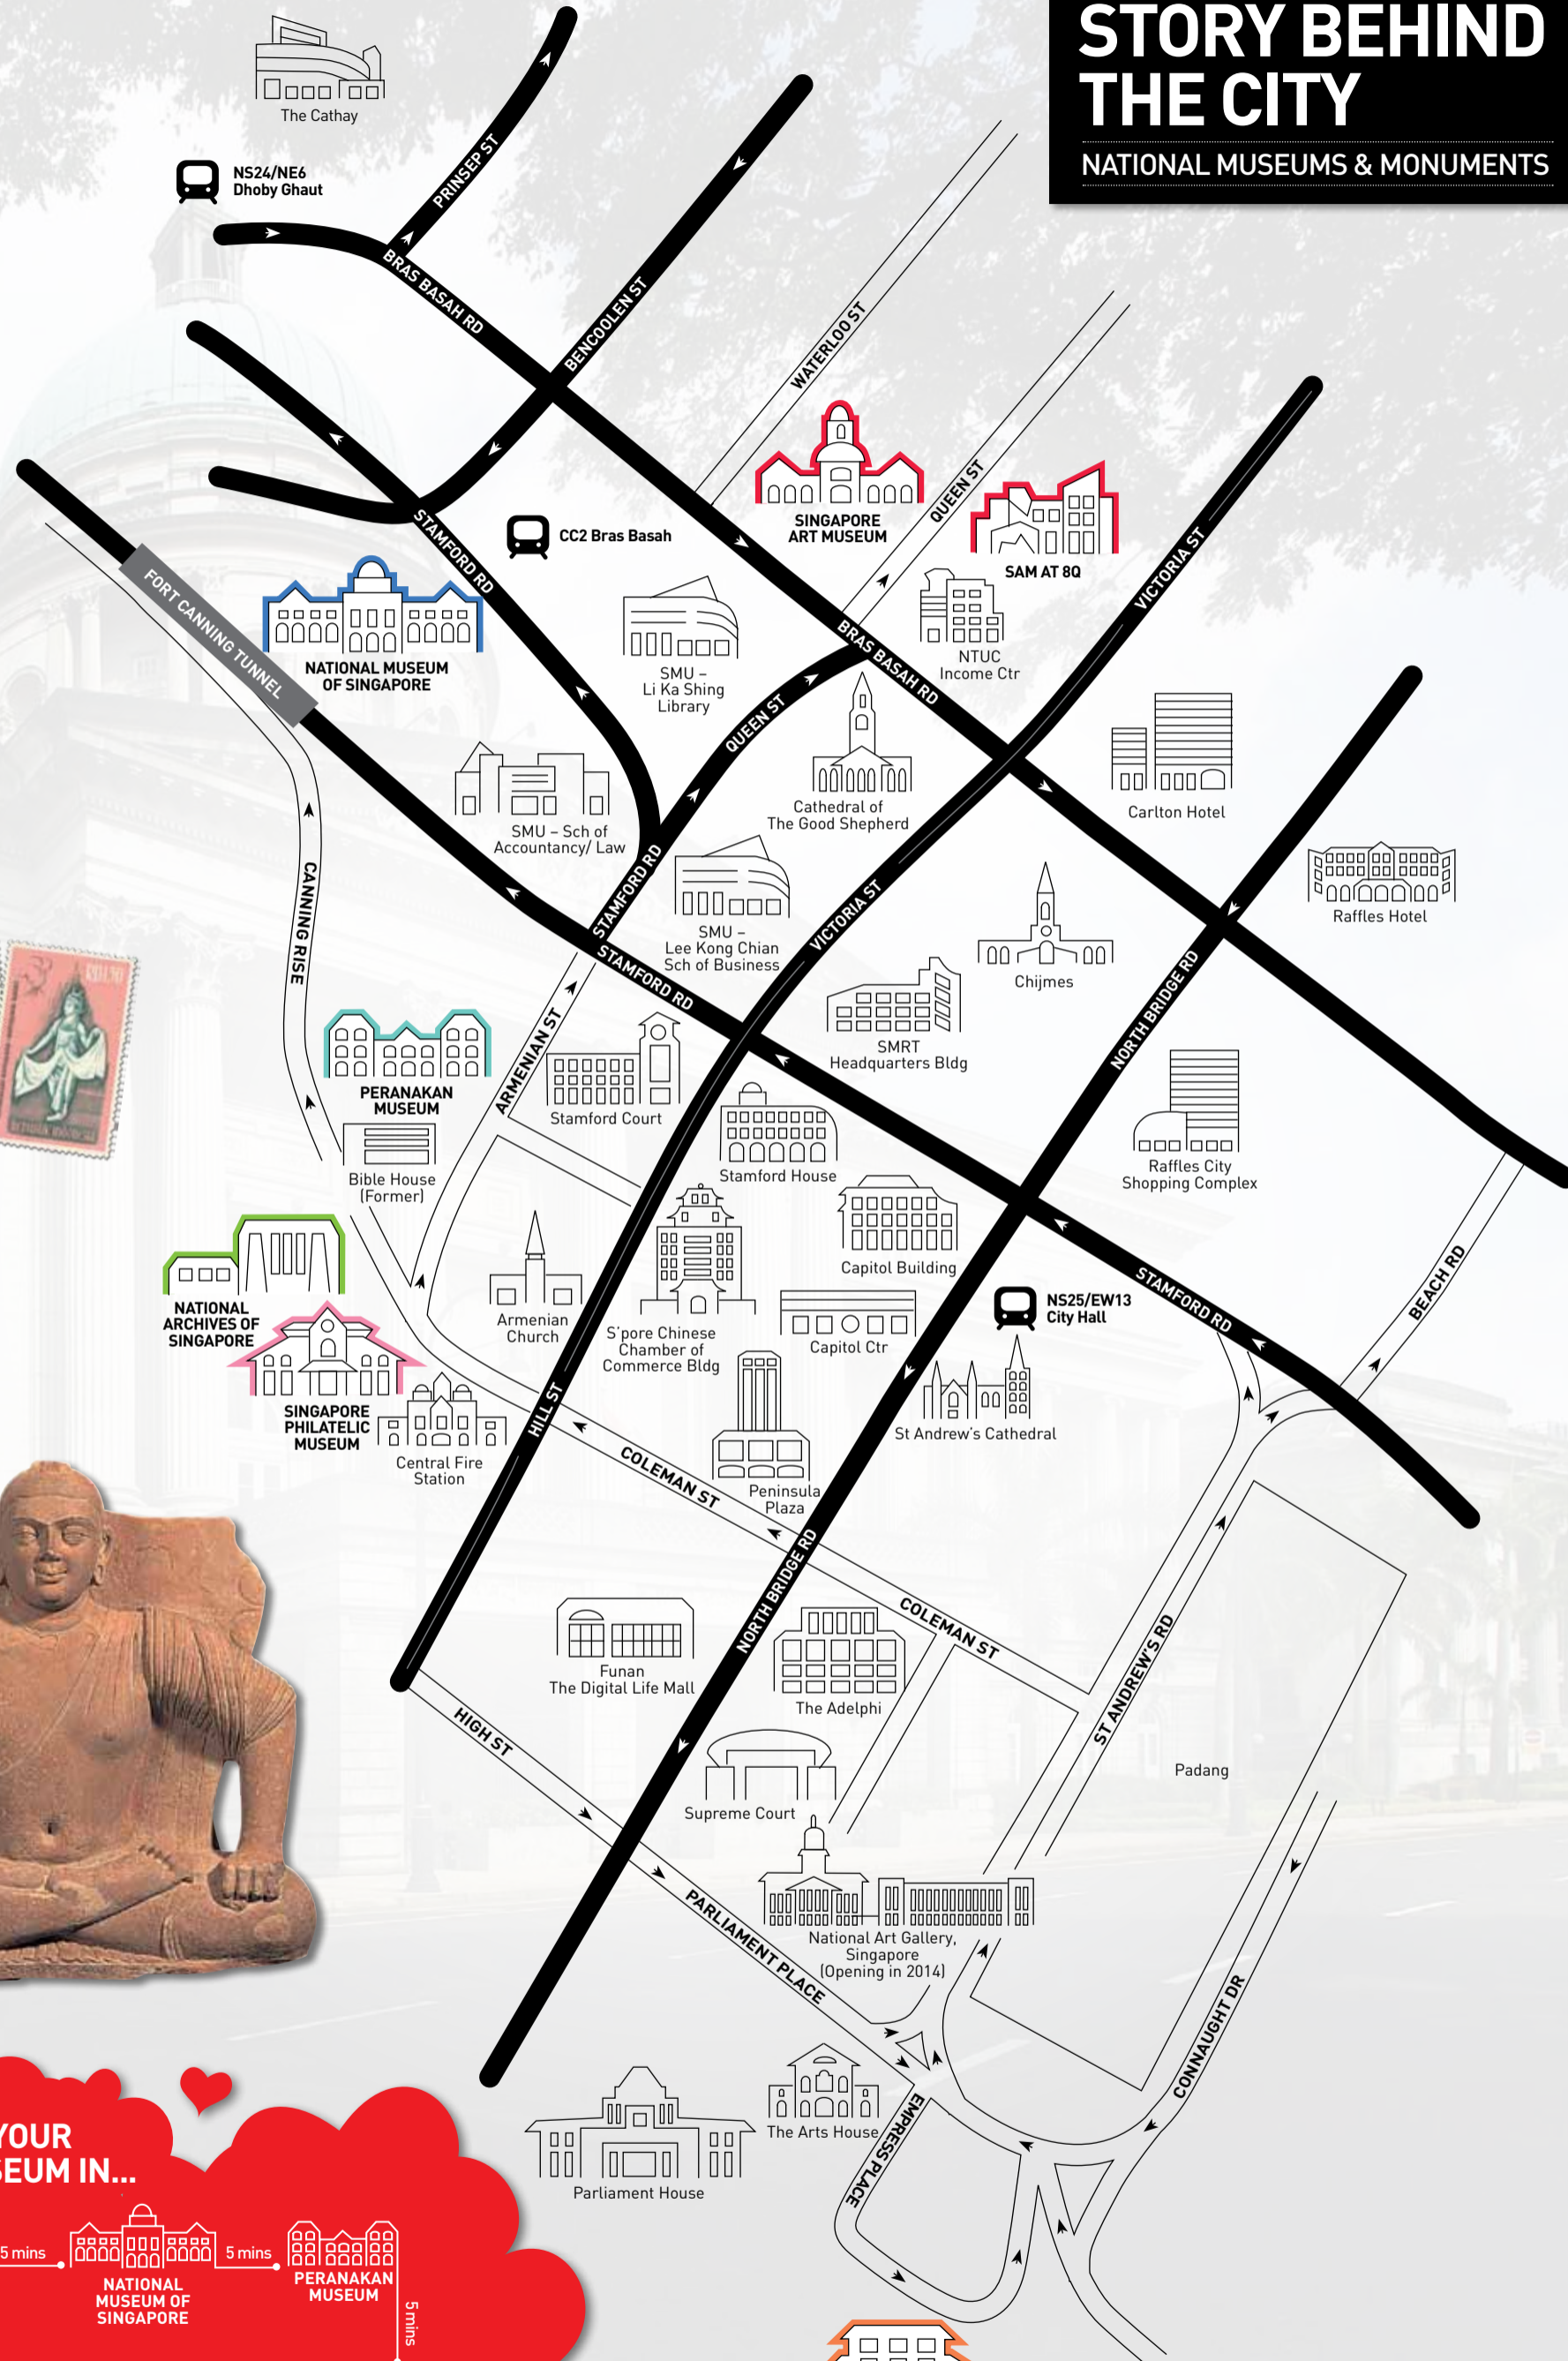 STORY BEHIND
THE CITY
NATIONAL MUSEUMS & MONUMENTS
The Cathay
NS24/NE6
Dhoby Ghaut
PRINSEP ST
BRAS BASAH RD
BENCOOLEN ST
WATERLOO ST
QUEEN ST
VICTORIA ST
SINGAPORE
ART MUSEUM
SAM AT 8Q
STAMFORD RD
CC2 Bras Basah
FORT CANNING TUNNEL
NATIONAL MUSEUM
OF SINGAPORE
SMU –
Li Ka Shing
Library
BRAS BASAH RD
NTUC
Income Ctr
QUEEN ST
Cathedral of
The Good Shepherd
Carlton Hotel
SMU – Sch of
Accountancy/ Law
CANNING RISE
STAMFORD RD
SMU –
Lee Kong Chian
Sch of Business
VICTORIA ST
Raffles Hotel
Chijmes
STAMFORD RD
SMRT
Headquarters Bldg
NORTH BRIDGE RD
PERANAKAN
MUSEUM
ARMENIAN ST
Stamford Court
Stamford House
Raffles City
Shopping Complex
Bible House
(Former)
Capitol Building
NATIONAL
ARCHIVES OF
SINGAPORE
Armenian
Church
S'pore Chinese
Chamber of
Commerce Bldg
Capitol Ctr
NS25/EW13
City Hall
STAMFORD RD
BEACH RD
SINGAPORE
PHILATELIC
MUSEUM
Central Fire
Station
HILL ST
COLEMAN ST
Peninsula
Plaza
St Andrew's Cathedral
NORTH BRIDGE RD
COLEMAN ST
Funan
The Digital Life Mall
The Adelphi
ST ANDREW'S RD
HIGH ST
Padang
Supreme Court
PARLIAMENT PLACE
National Art Gallery,
Singapore
(Opening in 2014)
CONNAUGHT DR
The Arts House
EMPRESS PLACE
Parliament House
YOUR
SEUM IN...
5 mins
NATIONAL
MUSEUM OF
SINGAPORE
5 mins
PERANAKAN
MUSEUM
5 mins